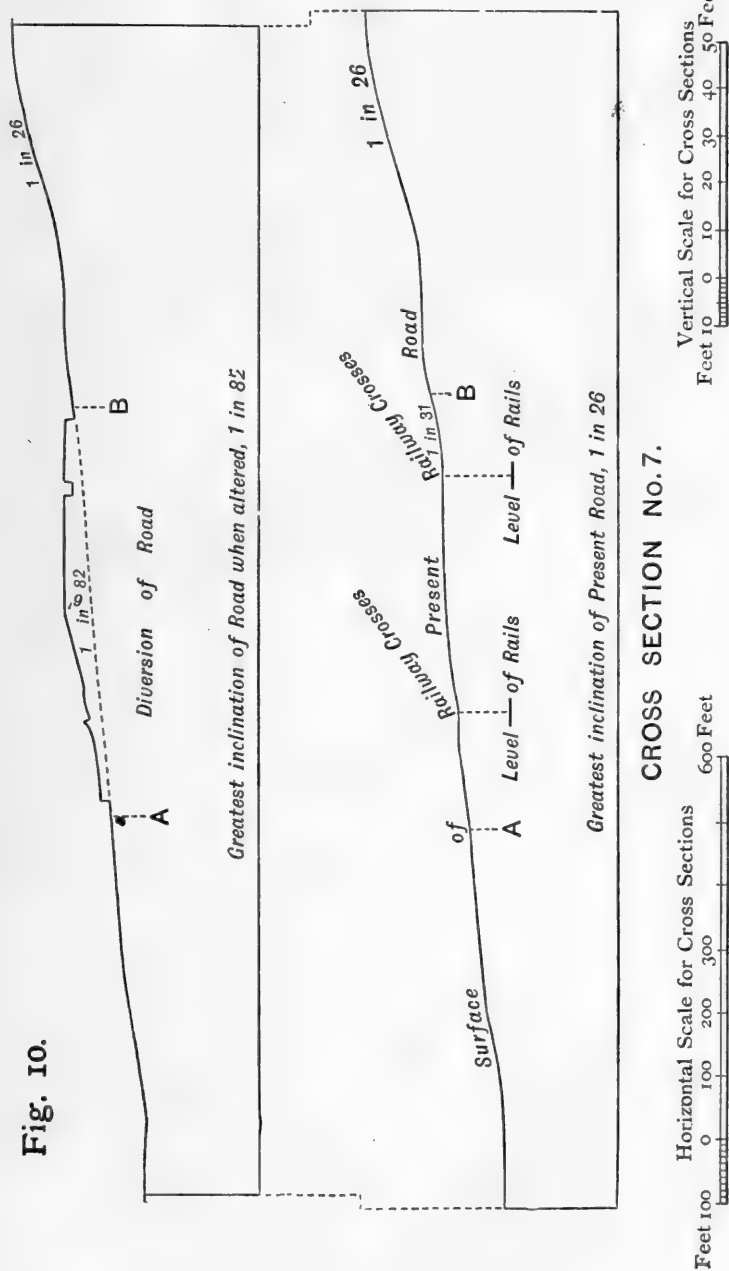 Fig. 10.
1 in 26
1 in 82
A
B
Diversion of Road
Greatest inclination of Road when altered, 1 in 82
1 in 26
Railway Crosses
Railway Crosses
Surface of Present Road
1 in 31
A
B
Level — of Rails
Level — of Rails
Greatest inclination of Present Road, 1 in 26
CROSS SECTION No. 7.
Horizontal Scale for Cross Sections
Feet 100 0 100 200 300 600 Feet
Vertical Scale for Cross Sections
Feet 10 0 10 20 30 40 50 Feet